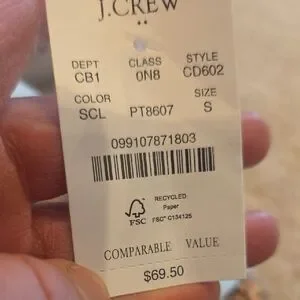 J.CREW
DEPT CLASS STYLE
CB1 0N8 CD602
COLOR SIZE
SCL PT8607 S
099107871803
RECYCLED
Paper
FSC FSC® C134125
COMPARABLE VALUE
$69.50